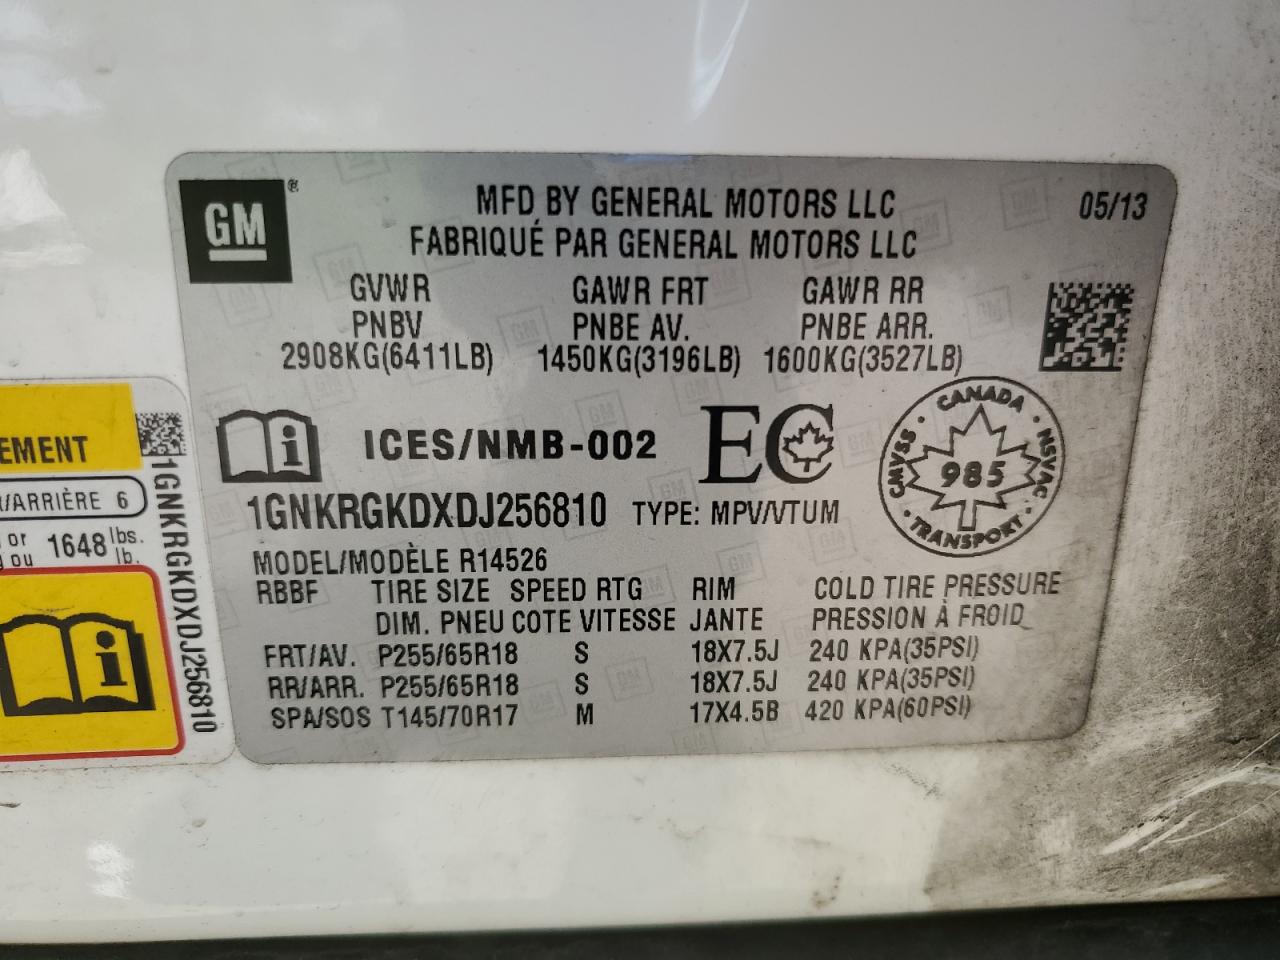 GM®
MFD BY GENERAL MOTORS LLC
05/13
FABRIQUÉ PAR GENERAL MOTORS LLC
GVWR GAWR FRT GAWR RR
PNBV PNBE AV. PNBE ARR.
2908KG(6411LB) 1450KG(3196LB) 1600KG(3527LB)
ICES/NMB-002 EC
CANADA
CMVSS 985 NSVAC
TRANSPORT
1GNKRGKDXDJ256810 TYPE: MPV/VTUM
MODEL/MODÈLE R14526
RBBF TIRE SIZE SPEED RTG RIM COLD TIRE PRESSURE
DIM. PNEU COTE VITESSE JANTE PRESSION À FROID
FRT/AV. P255/65R18 S 18X7.5J 240 KPA(35PSI)
RR/ARR. P255/65R18 S 18X7.5J 240 KPA(35PSI)
SPA/SOS T145/70R17 M 17X4.5B 420 KPA(60PSI)
EMENT
/ARRIÈRE 6
or
ou 1648 lbs.
lb.
1GNKRGKDXDJ256810